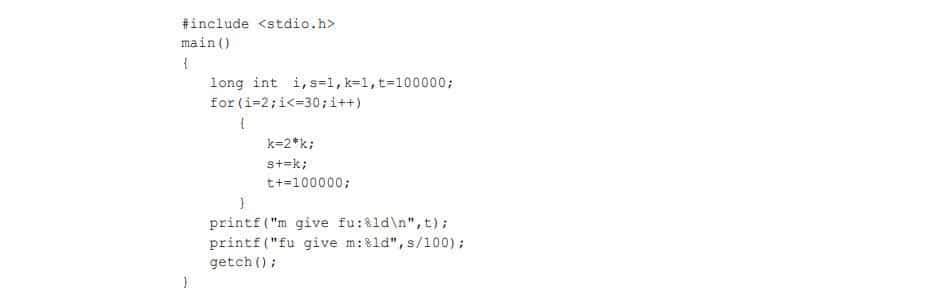 #include <stdio.h>
main()
{
long int i,s=1,k=1,t=100000;
for(i=2;i<=30;i++)
{
k=2*k;
s+=k;
t+=100000;
}
printf("m give fu:%ld\n",t);
printf("fu give m:%ld",s/100);
getch();
}